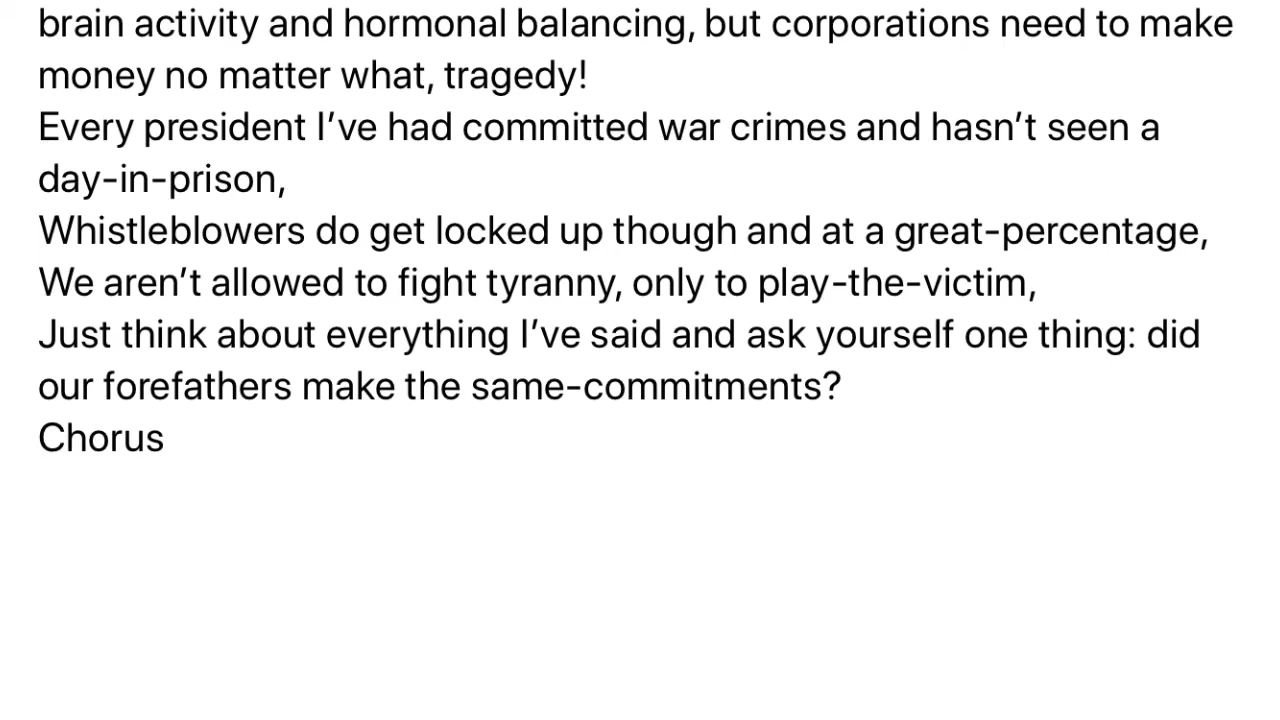 brain activity and hormonal balancing, but corporations need to make
money no matter what, tragedy!
Every president I’ve had committed war crimes and hasn’t seen a
day-in-prison,
Whistleblowers do get locked up though and at a great-percentage,
We aren’t allowed to fight tyranny, only to play-the-victim,
Just think about everything I’ve said and ask yourself one thing: did
our forefathers make the same-commitments?
Chorus